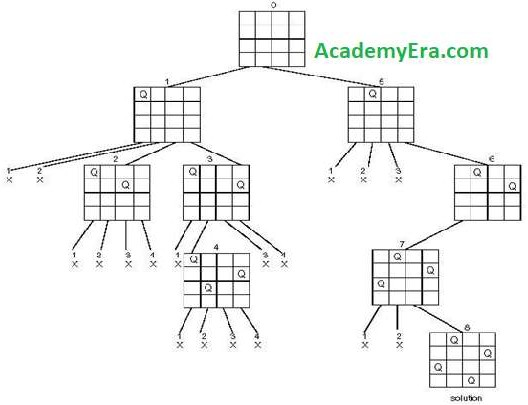 0
AcademyEra.com
1 5
Q Q
1 2 2 3 1 2 3 6
x x Q Q x x x Q
Q Q Q
7
1 2 3 4 1 4 3 4 Q
x x x x x Q x x Q
Q Q
Q
8
1 2 3 4 1 2 Q
x x x x x x Q
Q
Q
solution